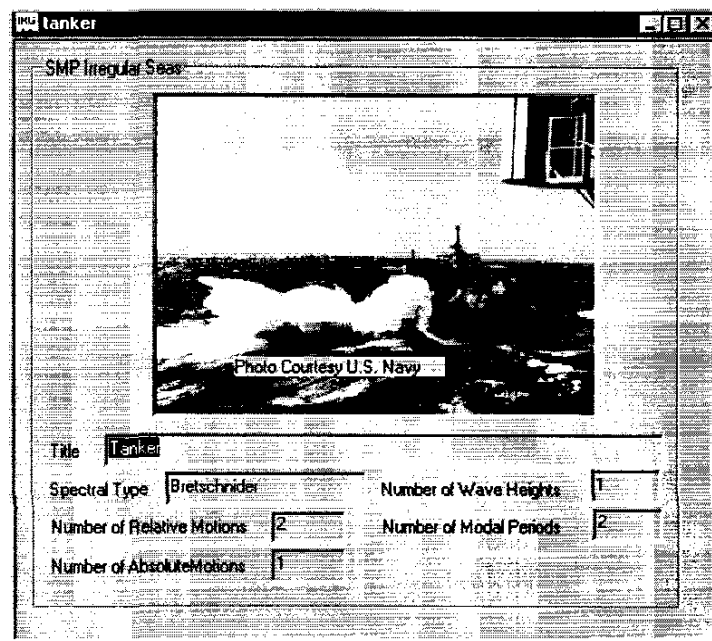 IMG tanker
SMP Irregular Seas
Photo Courtesy U.S. Navy
Title Tanker
Spectral Type Bretschnider Number of Wave Heights 1
Number of Relative Motions 2 Number of Modal Periods 2
Number of AbsoluteMotions 1